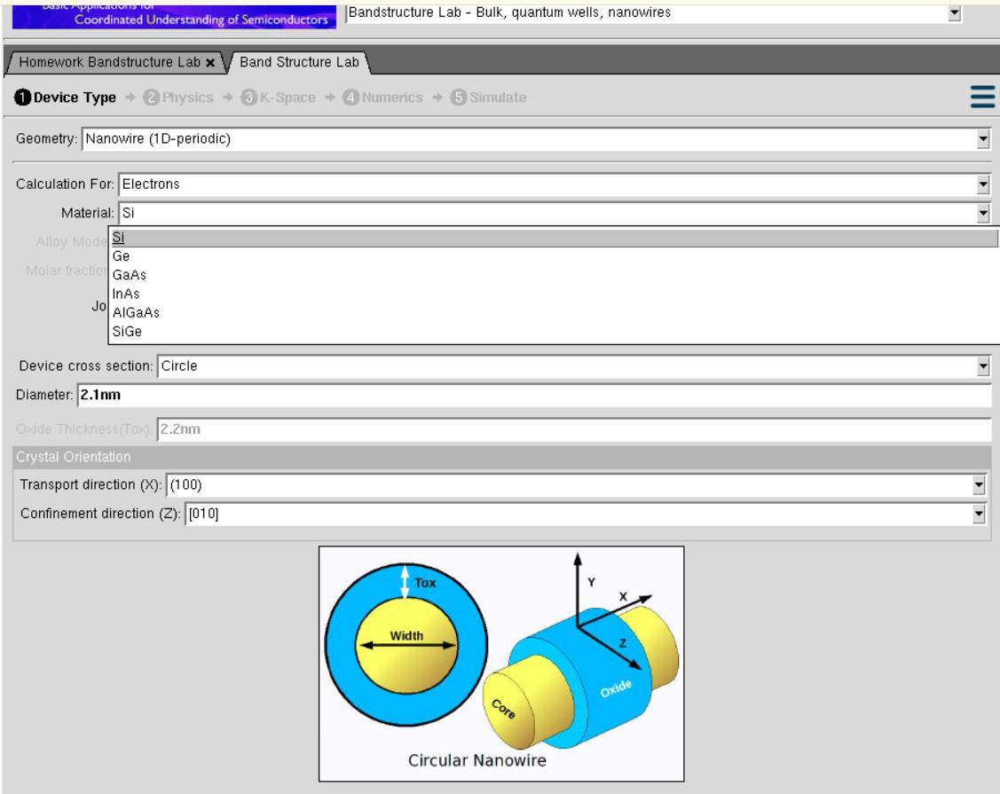 Basic Applications for
Coordinated Understanding of Semiconductors
Bandstructure Lab - Bulk, quantum wells, nanowires
Homework Bandstructure Lab x
Band Structure Lab
1 Device Type → 2 Physics → 3 K-Space → 4 Numerics → 5 Simulate
Geometry: Nanowire (1D-periodic)
Calculation For: Electrons
Material: Si
Alloy Mode
Si
Ge
Molar fraction
GaAs
InAs
Jo
AlGaAs
SiGe
Device cross section: Circle
Diameter: 2.1nm
Oxide Thickness(Tox): 2.2nm
Crystal Orientation
Transport direction (X): (100)
Confinement direction (Z): [010]
Tox
Width
Y
X
Z
Oxide
Core
Circular Nanowire